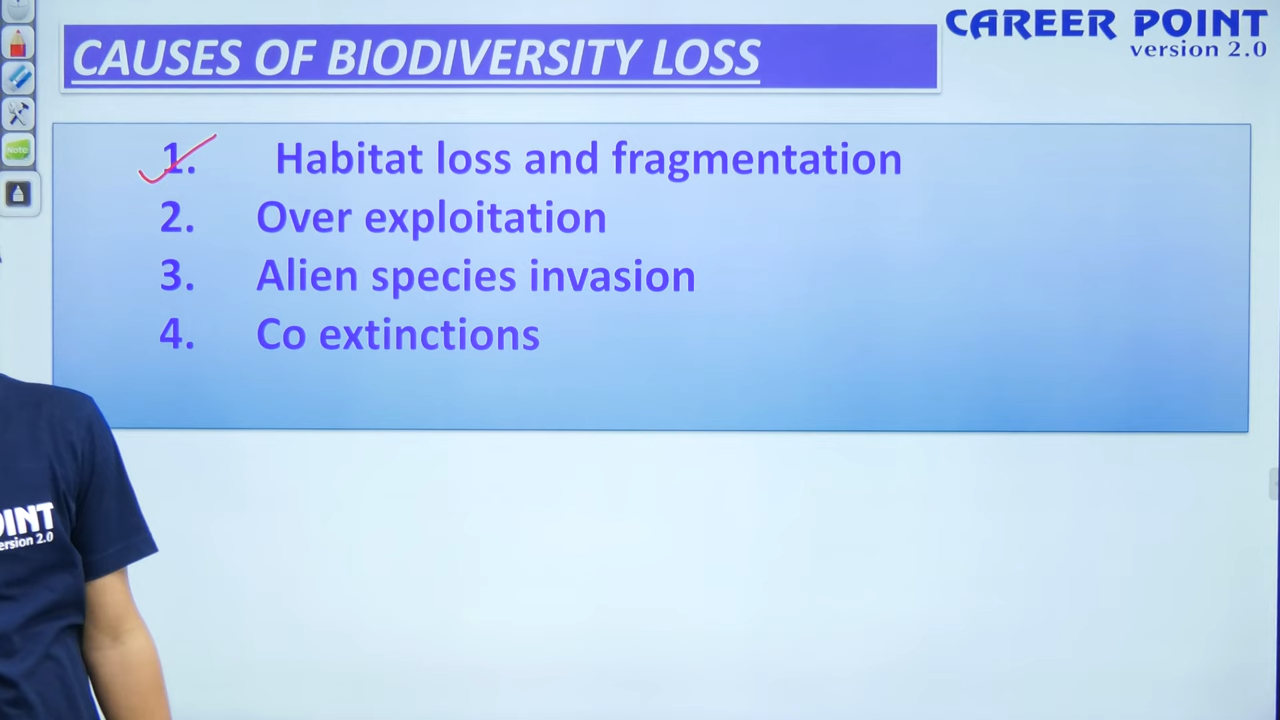 CAREER POINT
version 2.0
CAUSES OF BIODIVERSITY LOSS
Note
1. Habitat loss and fragmentation
2. Over exploitation
3. Alien species invasion
4. Co extinctions
OINT
ersion 2.0